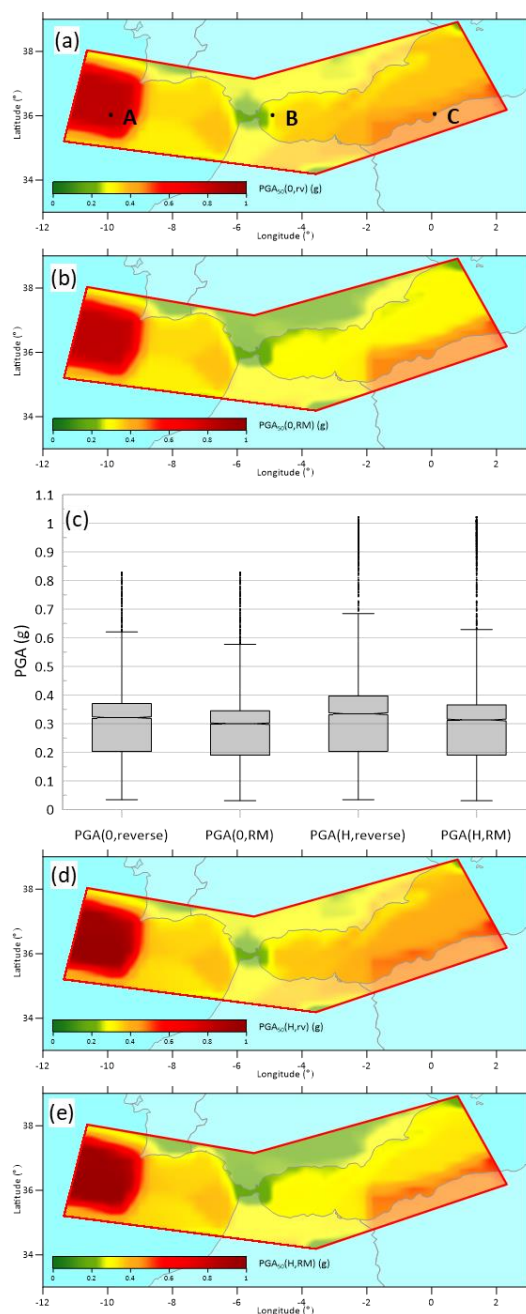 (a)
38
36
34
Latitude (°)
A
B
C
0 0.2 0.4 0.6 0.8 1
PGA₅₀(0,rv) (g)
-12 -10 -8 -6 -4 -2 0 2
Longitude (°)
(b)
38
36
34
Latitude (°)
0 0.2 0.4 0.6 0.8 1
PGA₅₀(0,RM) (g)
-12 -10 -8 -6 -4 -2 0 2
Longitude (°)
(c)
1.1
1
0.9
0.8
0.7
0.6
0.5
0.4
0.3
0.2
0.1
0
PGA (g)
PGA(0,reverse) PGA(0,RM) PGA(H,reverse) PGA(H,RM)
(d)
38
36
34
Latitude (°)
0 0.2 0.4 0.6 0.8 1
PGA₅₀(H,rv) (g)
-12 -10 -8 -6 -4 -2 0 2
Longitude (°)
(e)
38
36
34
Latitude (°)
0 0.2 0.4 0.6 0.8 1
PGA₅₀(H,RM) (g)
-12 -10 -8 -6 -4 -2 0 2
Longitude (°)